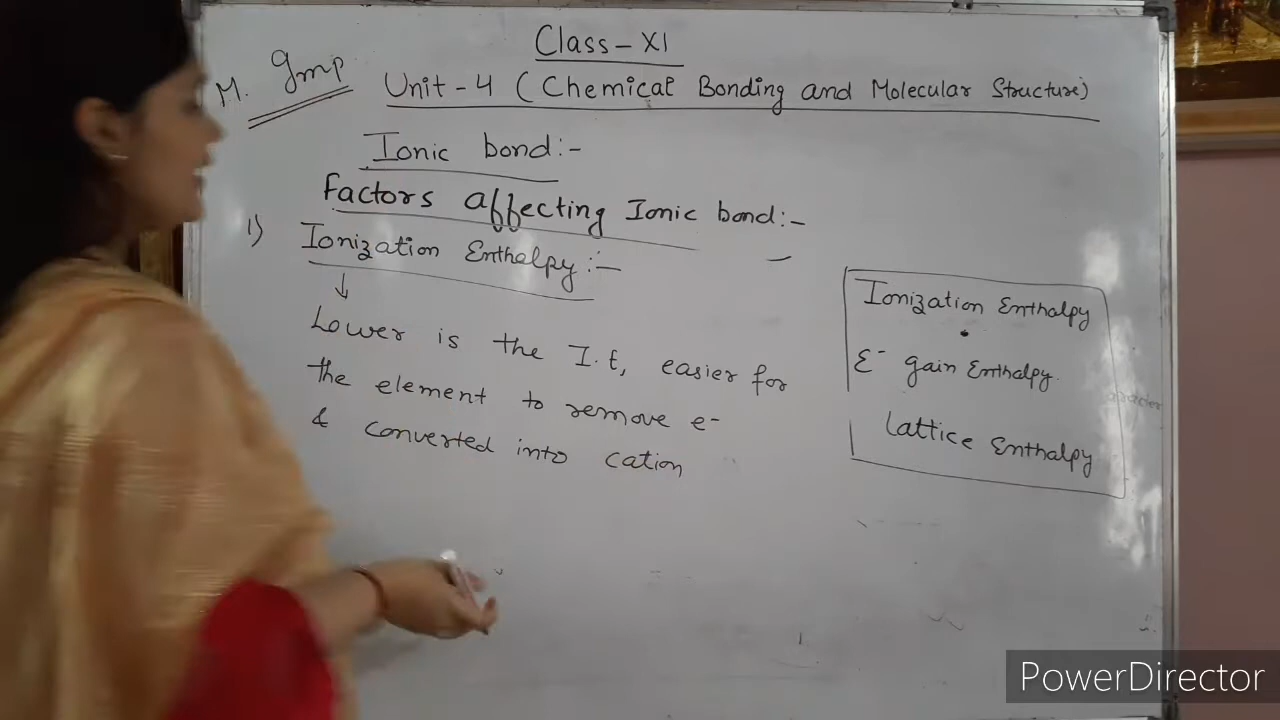 Class-XI
M. Imp.
Unit-4 (Chemical Bonding and Molecular Structure)
Ionic bond:-
Factors affecting Ionic bond:-
1) Ionization Enthalpy:-
↓
Lower is the I.E, easier for
the element to remove e-
& converted into cation
Ionization Enthalpy
E- gain Enthalpy.
Lattice Enthalpy
PowerDirector